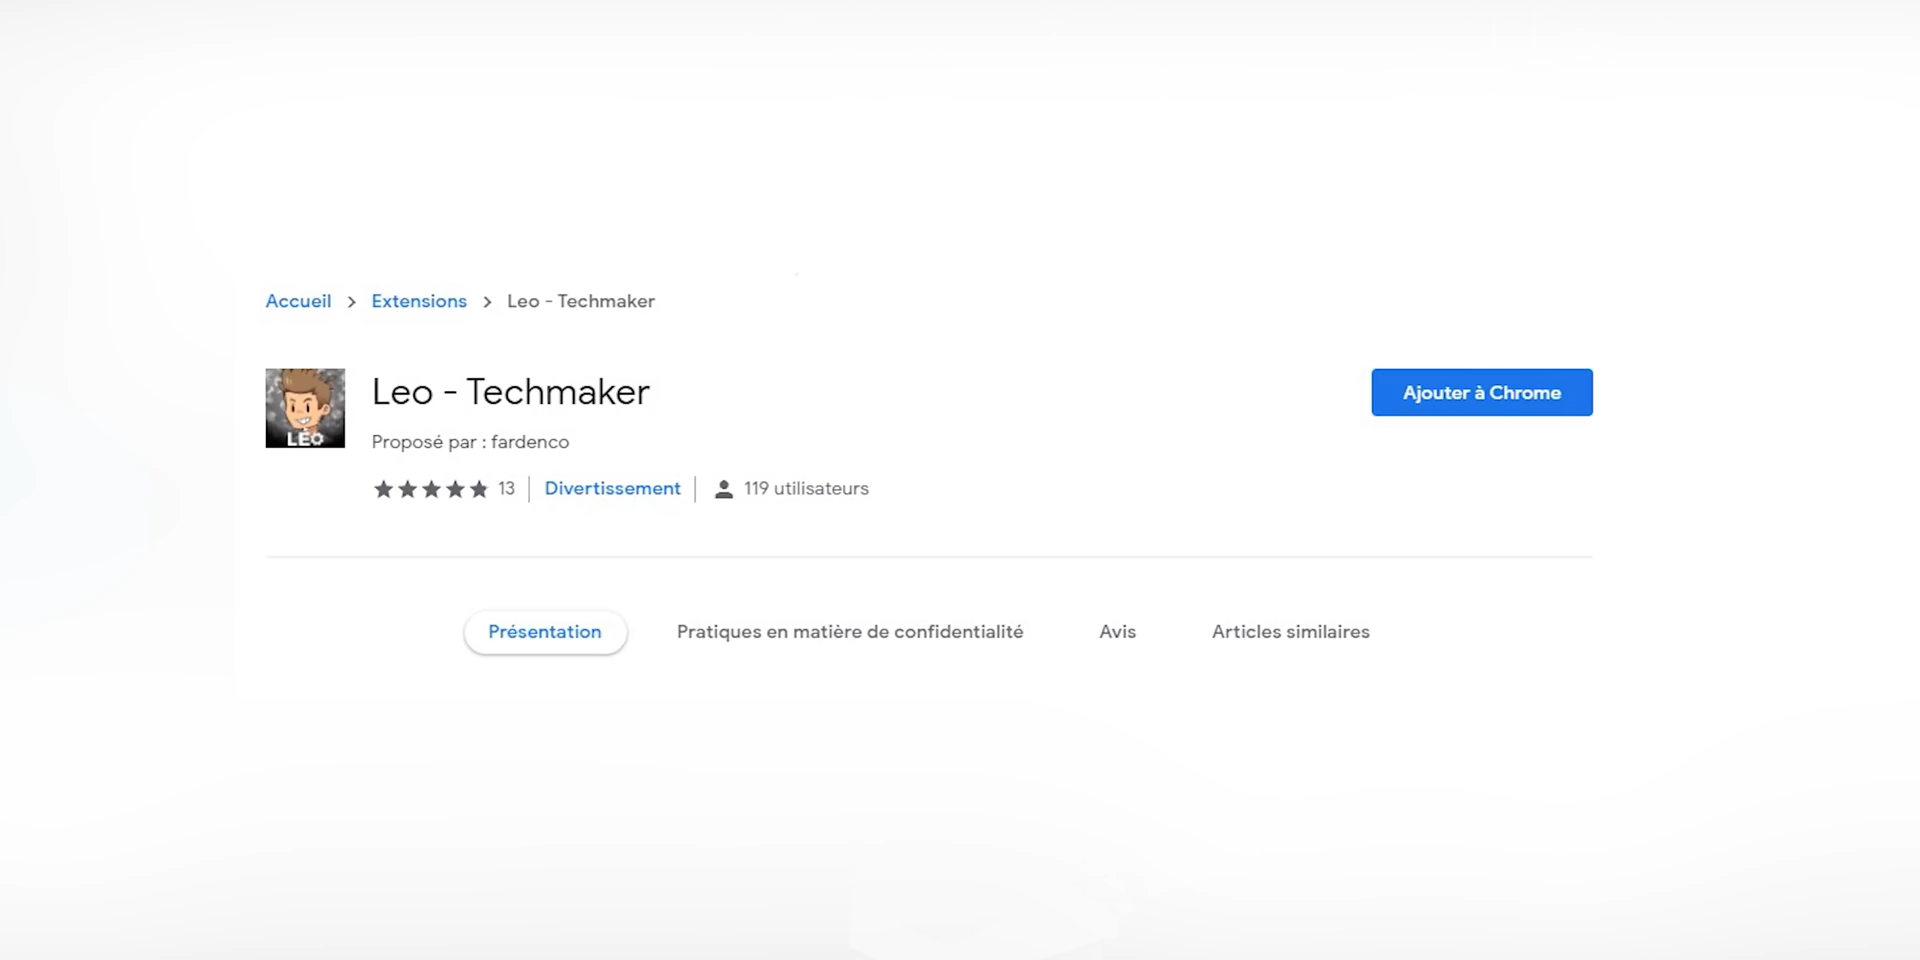 Accueil > Extensions > Leo - Techmaker
LÉO
Leo - Techmaker
Proposé par : fardenco
13 Divertissement 119 utilisateurs
Ajouter à Chrome
Présentation Pratiques en matière de confidentialité Avis Articles similaires